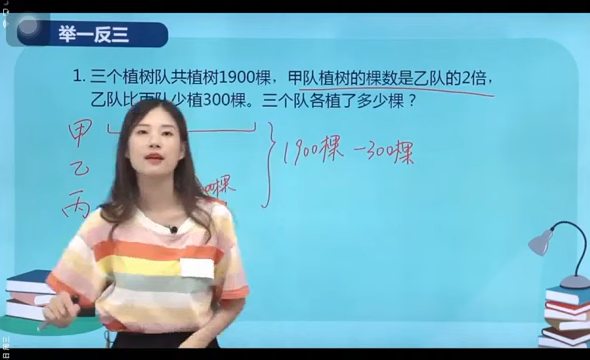 举一反三
1. 三个植树队共植树1900棵，甲队植树的棵数是乙队的2倍，
乙队比丙队少植300棵。三个队各植了多少棵？
甲
乙
丙
1900棵 -300棵